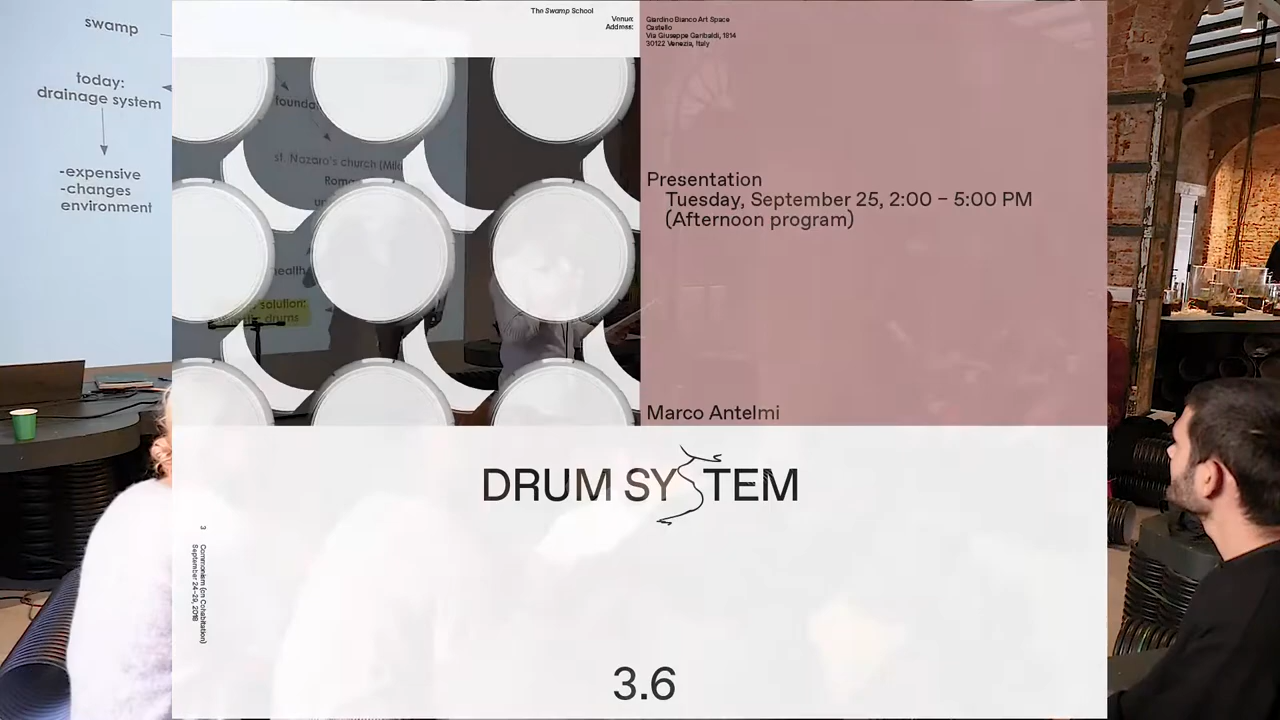 The Swamp School
Venue:
Address:
Giardino Bianco Art Space
Castello
Via Giuseppe Garibaldi, 1814
30122 Venezia, Italy
swamp
today:
drainage system
-expensive
-changes
environment
st. Nazaro's church (Mil
solution:
drums
Presentation
Tuesday, September 25, 2:00 – 5:00 PM
(Afternoon program)
Marco Antelmi
DRUM SYSTEM
3 Commonism (on Cohabitation)
September 24–29, 2018
3.6